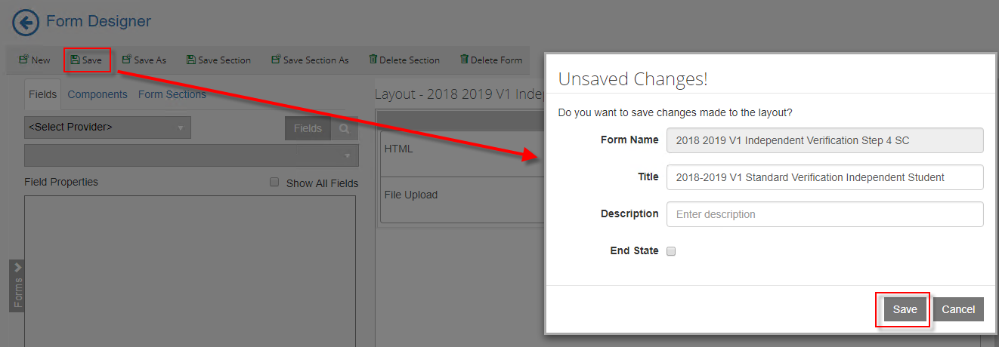 Form Designer
New Save Save As Save Section Save Section As Delete Section Delete Form
Fields Components Form Sections
<Select Provider>
Fields
Field Properties
Show All Fields
Forms
Layout - 2018 2019 V1 Indep
HTML
File Upload
Unsaved Changes!
Do you want to save changes made to the layout?
Form Name 2018 2019 V1 Independent Verification Step 4 SC
Title 2018-2019 V1 Standard Verification Independent Student
Description Enter description
End State
Save Cancel